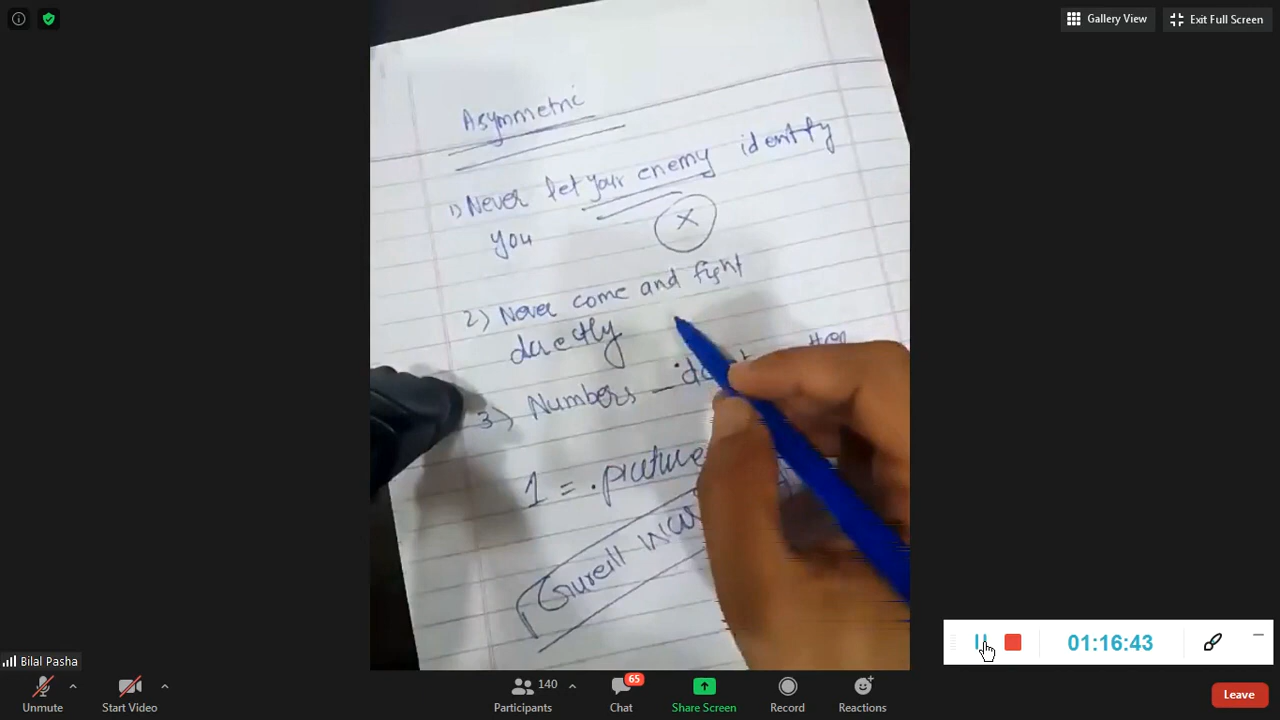 Gallery View
Exit Full Screen
Asymmetric
1) Never let your enemy identify
you
X
2) Never come and fight
directly
3) Numbers _
1 = . picture
Bilal Pasha
01:16:43
Unmute
Start Video
140
Participants
65
Chat
Share Screen
Record
Reactions
Leave